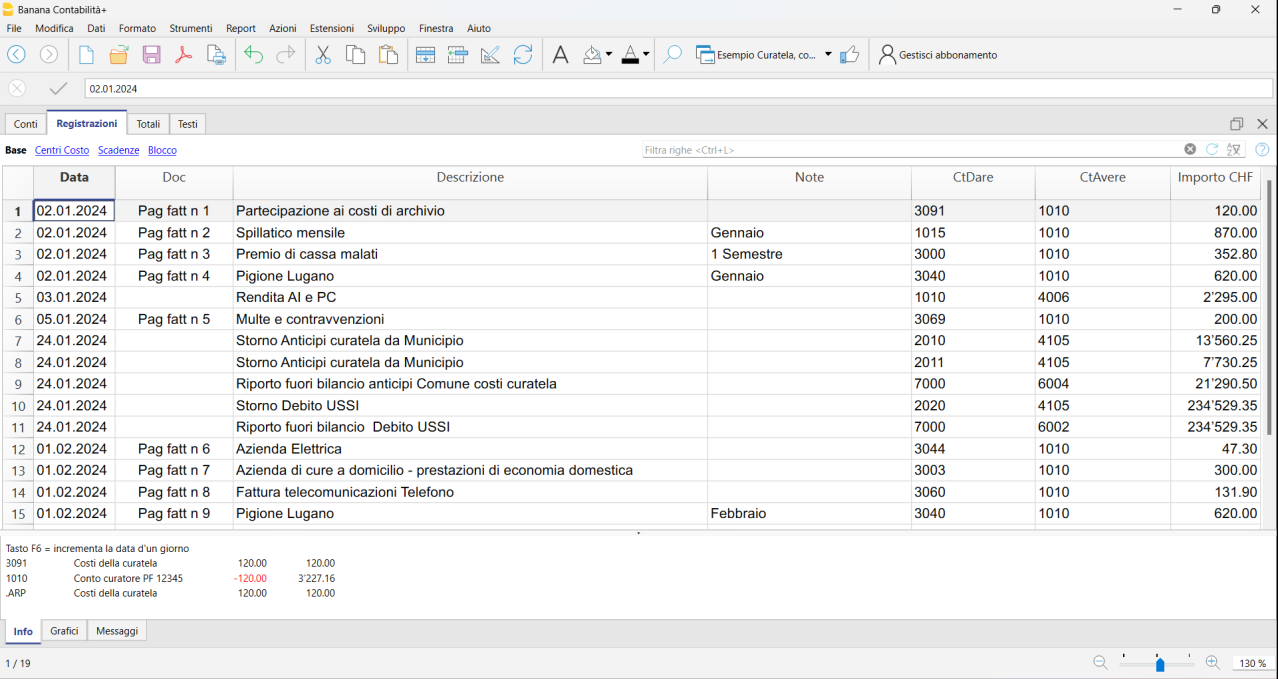 Banana Contabilità+
File Modifica Dati Formato Strumenti Report Azioni Estensioni Sviluppo Finestra Aiuto
Esempio Curatela, co... Gestisci abbonamento
02.01.2024
Conti Registrazioni Totali Testi
Base Centri Costo Scadenze Blocco Filtra righe <Ctrl+L>
Data Doc Descrizione Note CtDare CtAvere Importo CHF
1 02.01.2024 Pag fatt n 1 Partecipazione ai costi di archivio 3091 1010 120.00
2 02.01.2024 Pag fatt n 2 Spillatico mensile Gennaio 1015 1010 870.00
3 02.01.2024 Pag fatt n 3 Premio di cassa malati 1 Semestre 3000 1010 352.80
4 02.01.2024 Pag fatt n 4 Pigione Lugano Gennaio 3040 1010 620.00
5 03.01.2024 Rendita AI e PC 1010 4006 2'295.00
6 05.01.2024 Pag fatt n 5 Multe e contravvenzioni 3069 1010 200.00
7 24.01.2024 Storno Anticipi curatela da Municipio 2010 4105 13'560.25
8 24.01.2024 Storno Anticipi curatela da Municipio 2011 4105 7'730.25
9 24.01.2024 Riporto fuori bilancio anticipi Comune costi curatela 7000 6004 21'290.50
10 24.01.2024 Storno Debito USSI 2020 4105 234'529.35
11 24.01.2024 Riporto fuori bilancio Debito USSI 7000 6002 234'529.35
12 01.02.2024 Pag fatt n 6 Azienda Elettrica 3044 1010 47.30
13 01.02.2024 Pag fatt n 7 Azienda di cure a domicilio - prestazioni di economia domestica 3003 1010 300.00
14 01.02.2024 Pag fatt n 8 Fattura telecomunicazioni Telefono 3060 1010 131.90
15 01.02.2024 Pag fatt n 9 Pigione Lugano Febbraio 3040 1010 620.00
Tasto F6 = incrementa la data d'un giorno
3091 Costi della curatela 120.00 120.00
1010 Conto curatore PF 12345 -120.00 3'227.16
.ARP Costi della curatela 120.00 120.00
Info Grafici Messaggi
1 / 19 130 %